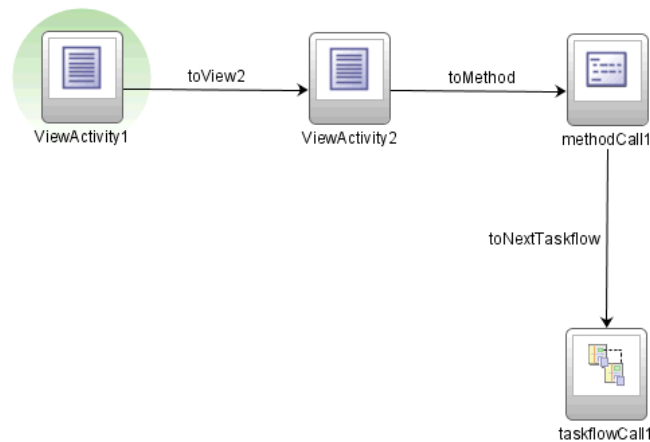 toView2
toMethod
ViewActivity1
ViewActivity2
methodCall1
toNextTaskflow
taskflowCall1